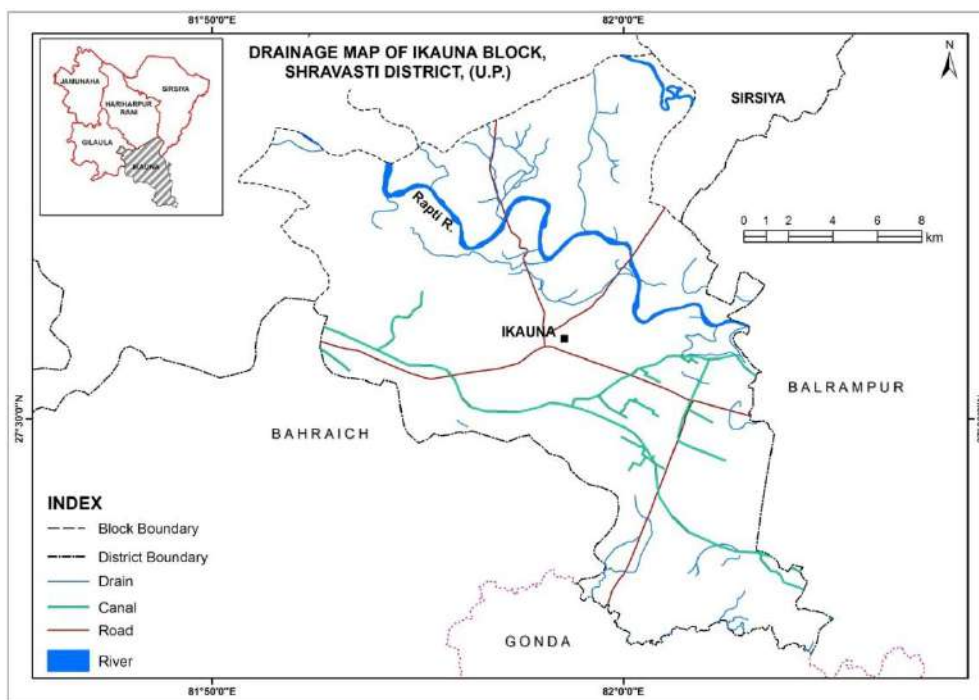 81°50'0"E
82°0'0"E
DRAINAGE MAP OF IKAUNA BLOCK,
SHRAVASTI DISTRICT, (U.P.)
N
JAMUNAHA
SIRSIYA
HARIHARPUR
RANI
GILAULA
IKAUNA
SIRSIYA
Rapti R.
0 1 2 4 6 8
km
IKAUNA
BALRAMPUR
27°30'0"N
BAHRAICH
INDEX
Block Boundary
District Boundary
Drain
Canal
Road
River
GONDA
81°50'0"E
82°0'0"E